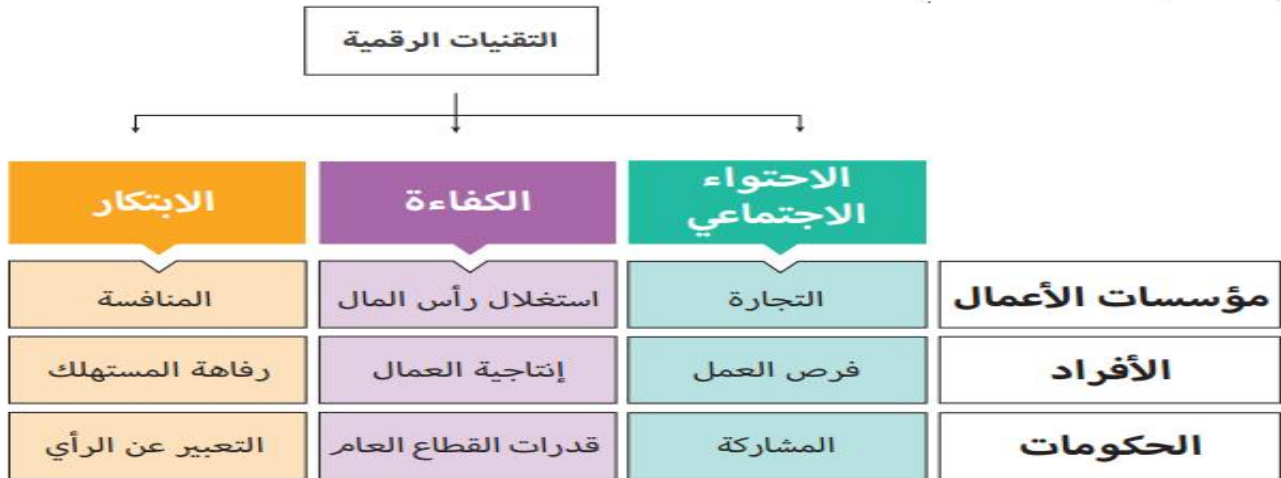 التقنيات الرقمية
الاحتواء
الاجتماعي
الكفاءة
الابتكار
مؤسسات الأعمال
التجارة
استغلال رأس المال
المنافسة
الأفراد
فرص العمل
إنتاجية العمال
رفاهة المستهلك
الحكومات
المشاركة
قدرات القطاع العام
التعبير عن الرأي